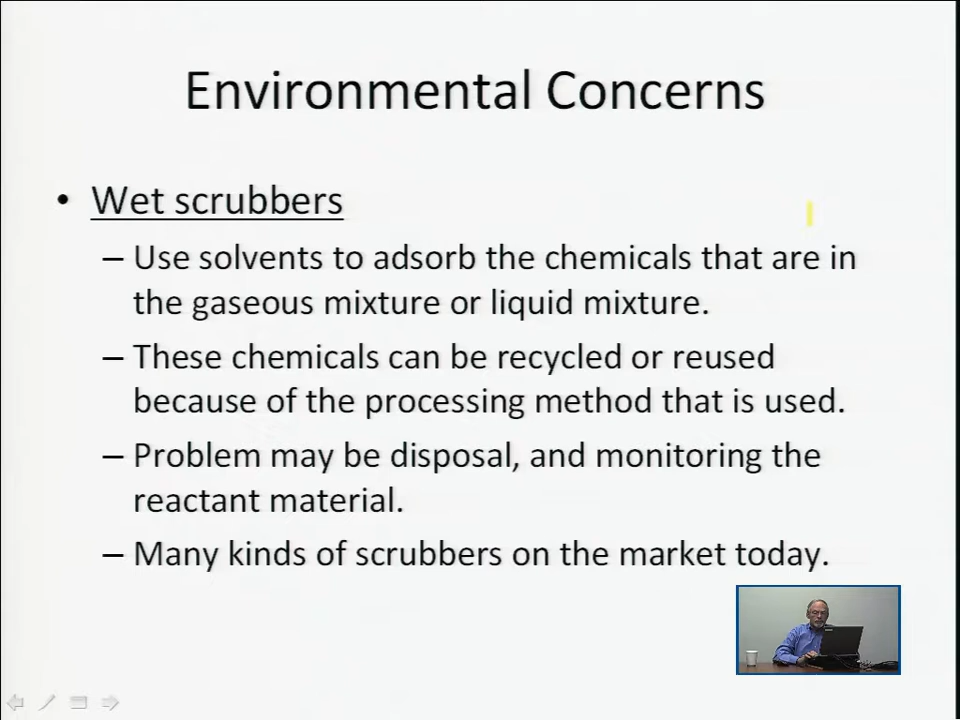 Environmental Concerns
• Wet scrubbers
– Use solvents to adsorb the chemicals that are in
the gaseous mixture or liquid mixture.
– These chemicals can be recycled or reused
because of the processing method that is used.
– Problem may be disposal, and monitoring the
reactant material.
– Many kinds of scrubbers on the market today.